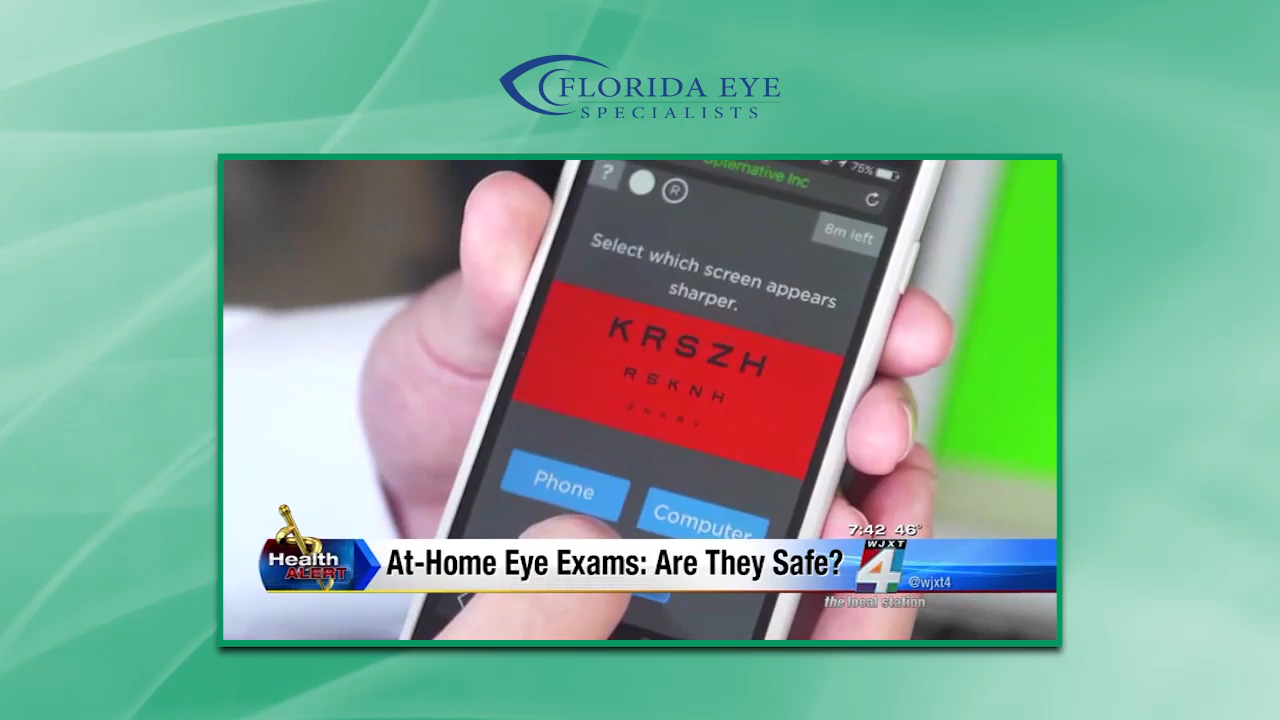 FLORIDA EYE
SPECIALISTS
Opternative Inc
75%
?
R
8m left
Select which screen appears
sharper.
KRSZH
RSKNH
Phone
Computer
7:42 46°
Health
ALERT
At-Home Eye Exams: Are They Safe?
WJXT
4
@wjxt4
the local station